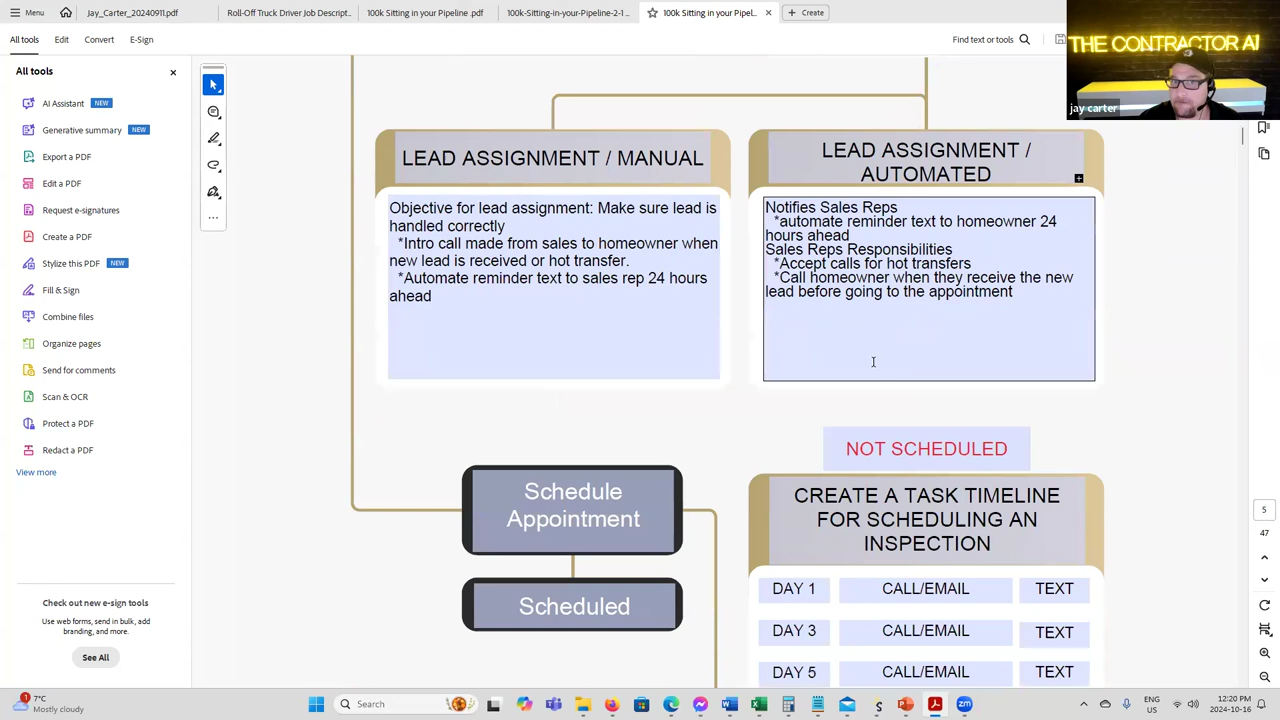 Menu
Jay_Carter_20240911.pdf
Roll-Off Truck Driver Job Descript...
100k Sitting in Your Pipeline .pdf
100k-Sitting-in-Your-Pipeline-2-1 ...
100k Sitting in Your Pipel...
Create
All tools
Edit
Convert
E-Sign
Find text or tools
THE CONTRACTOR AI
jay carter
All tools
AI Assistant NEW
Generative summary NEW
Export a PDF
Edit a PDF
Request e-signatures
Create a PDF
Stylize this PDF NEW
Fill & Sign
Combine files
Organize pages
Send for comments
Scan & OCR
Protect a PDF
Redact a PDF
View more
Check out new e-sign tools
Use web forms, send in bulk, add
branding, and more.
See All
LEAD ASSIGNMENT / MANUAL
Objective for lead assignment: Make sure lead is
handled correctly
*Intro call made from sales to homeowner when
new lead is received or hot transfer.
*Automate reminder text to sales rep 24 hours
ahead
LEAD ASSIGNMENT /
AUTOMATED
Notifies Sales Reps
*automate reminder text to homeowner 24
hours ahead
Sales Reps Responsibilities
*Accept calls for hot transfers
*Call homeowner when they receive the new
lead before going to the appointment
Schedule
Appointment
Scheduled
NOT SCHEDULED
CREATE A TASK TIMELINE
FOR SCHEDULING AN
INSPECTION
DAY 1 CALL/EMAIL TEXT
DAY 3 CALL/EMAIL TEXT
DAY 5 CALL/EMAIL TEXT
5
47
1
7°C
Mostly cloudy
Search
ENG
US
12:20 PM
2024-10-16